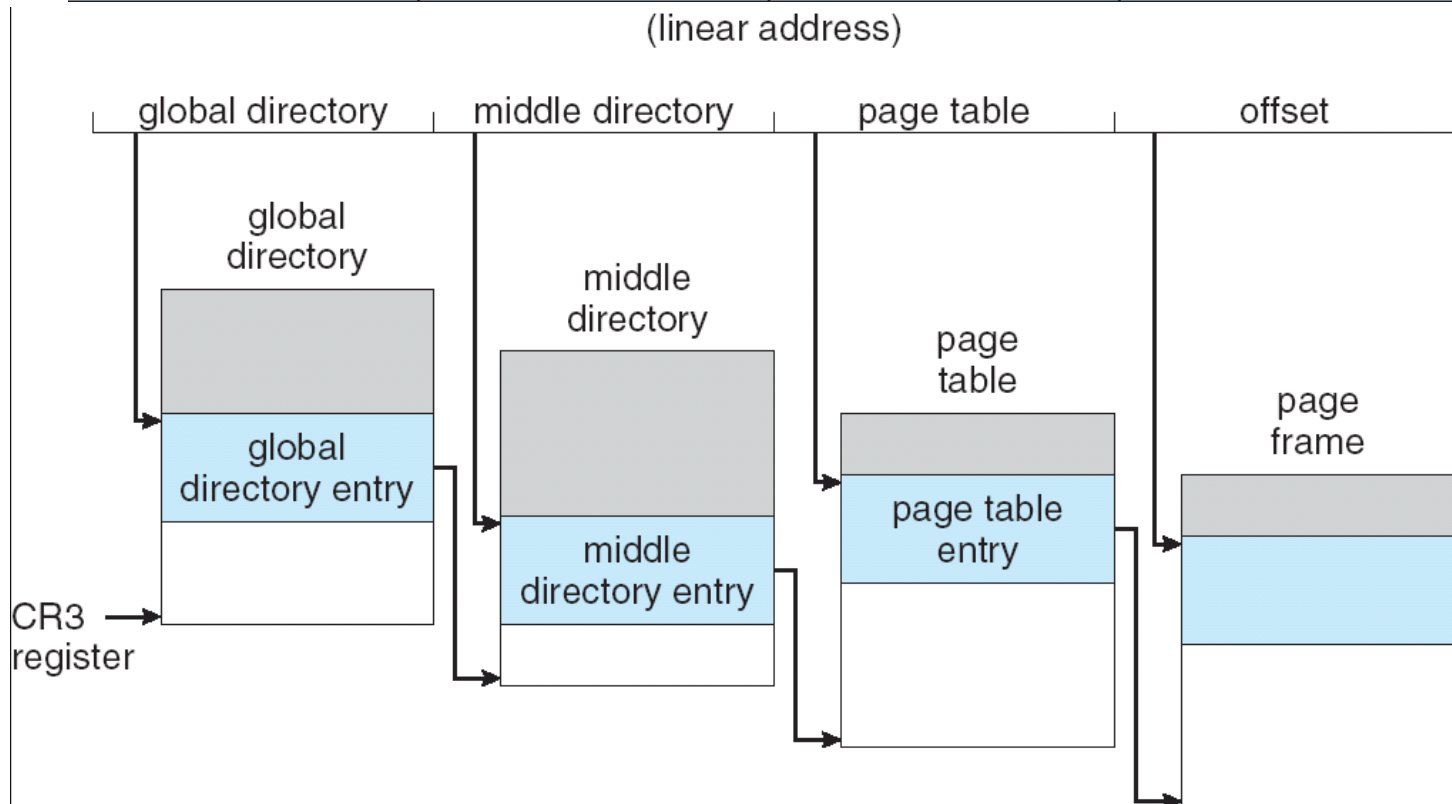 (linear address)
global directory
middle directory
page table
offset
global
directory
middle
directory
page
table
page
frame
global
directory entry
middle
directory entry
page table
entry
CR3
register